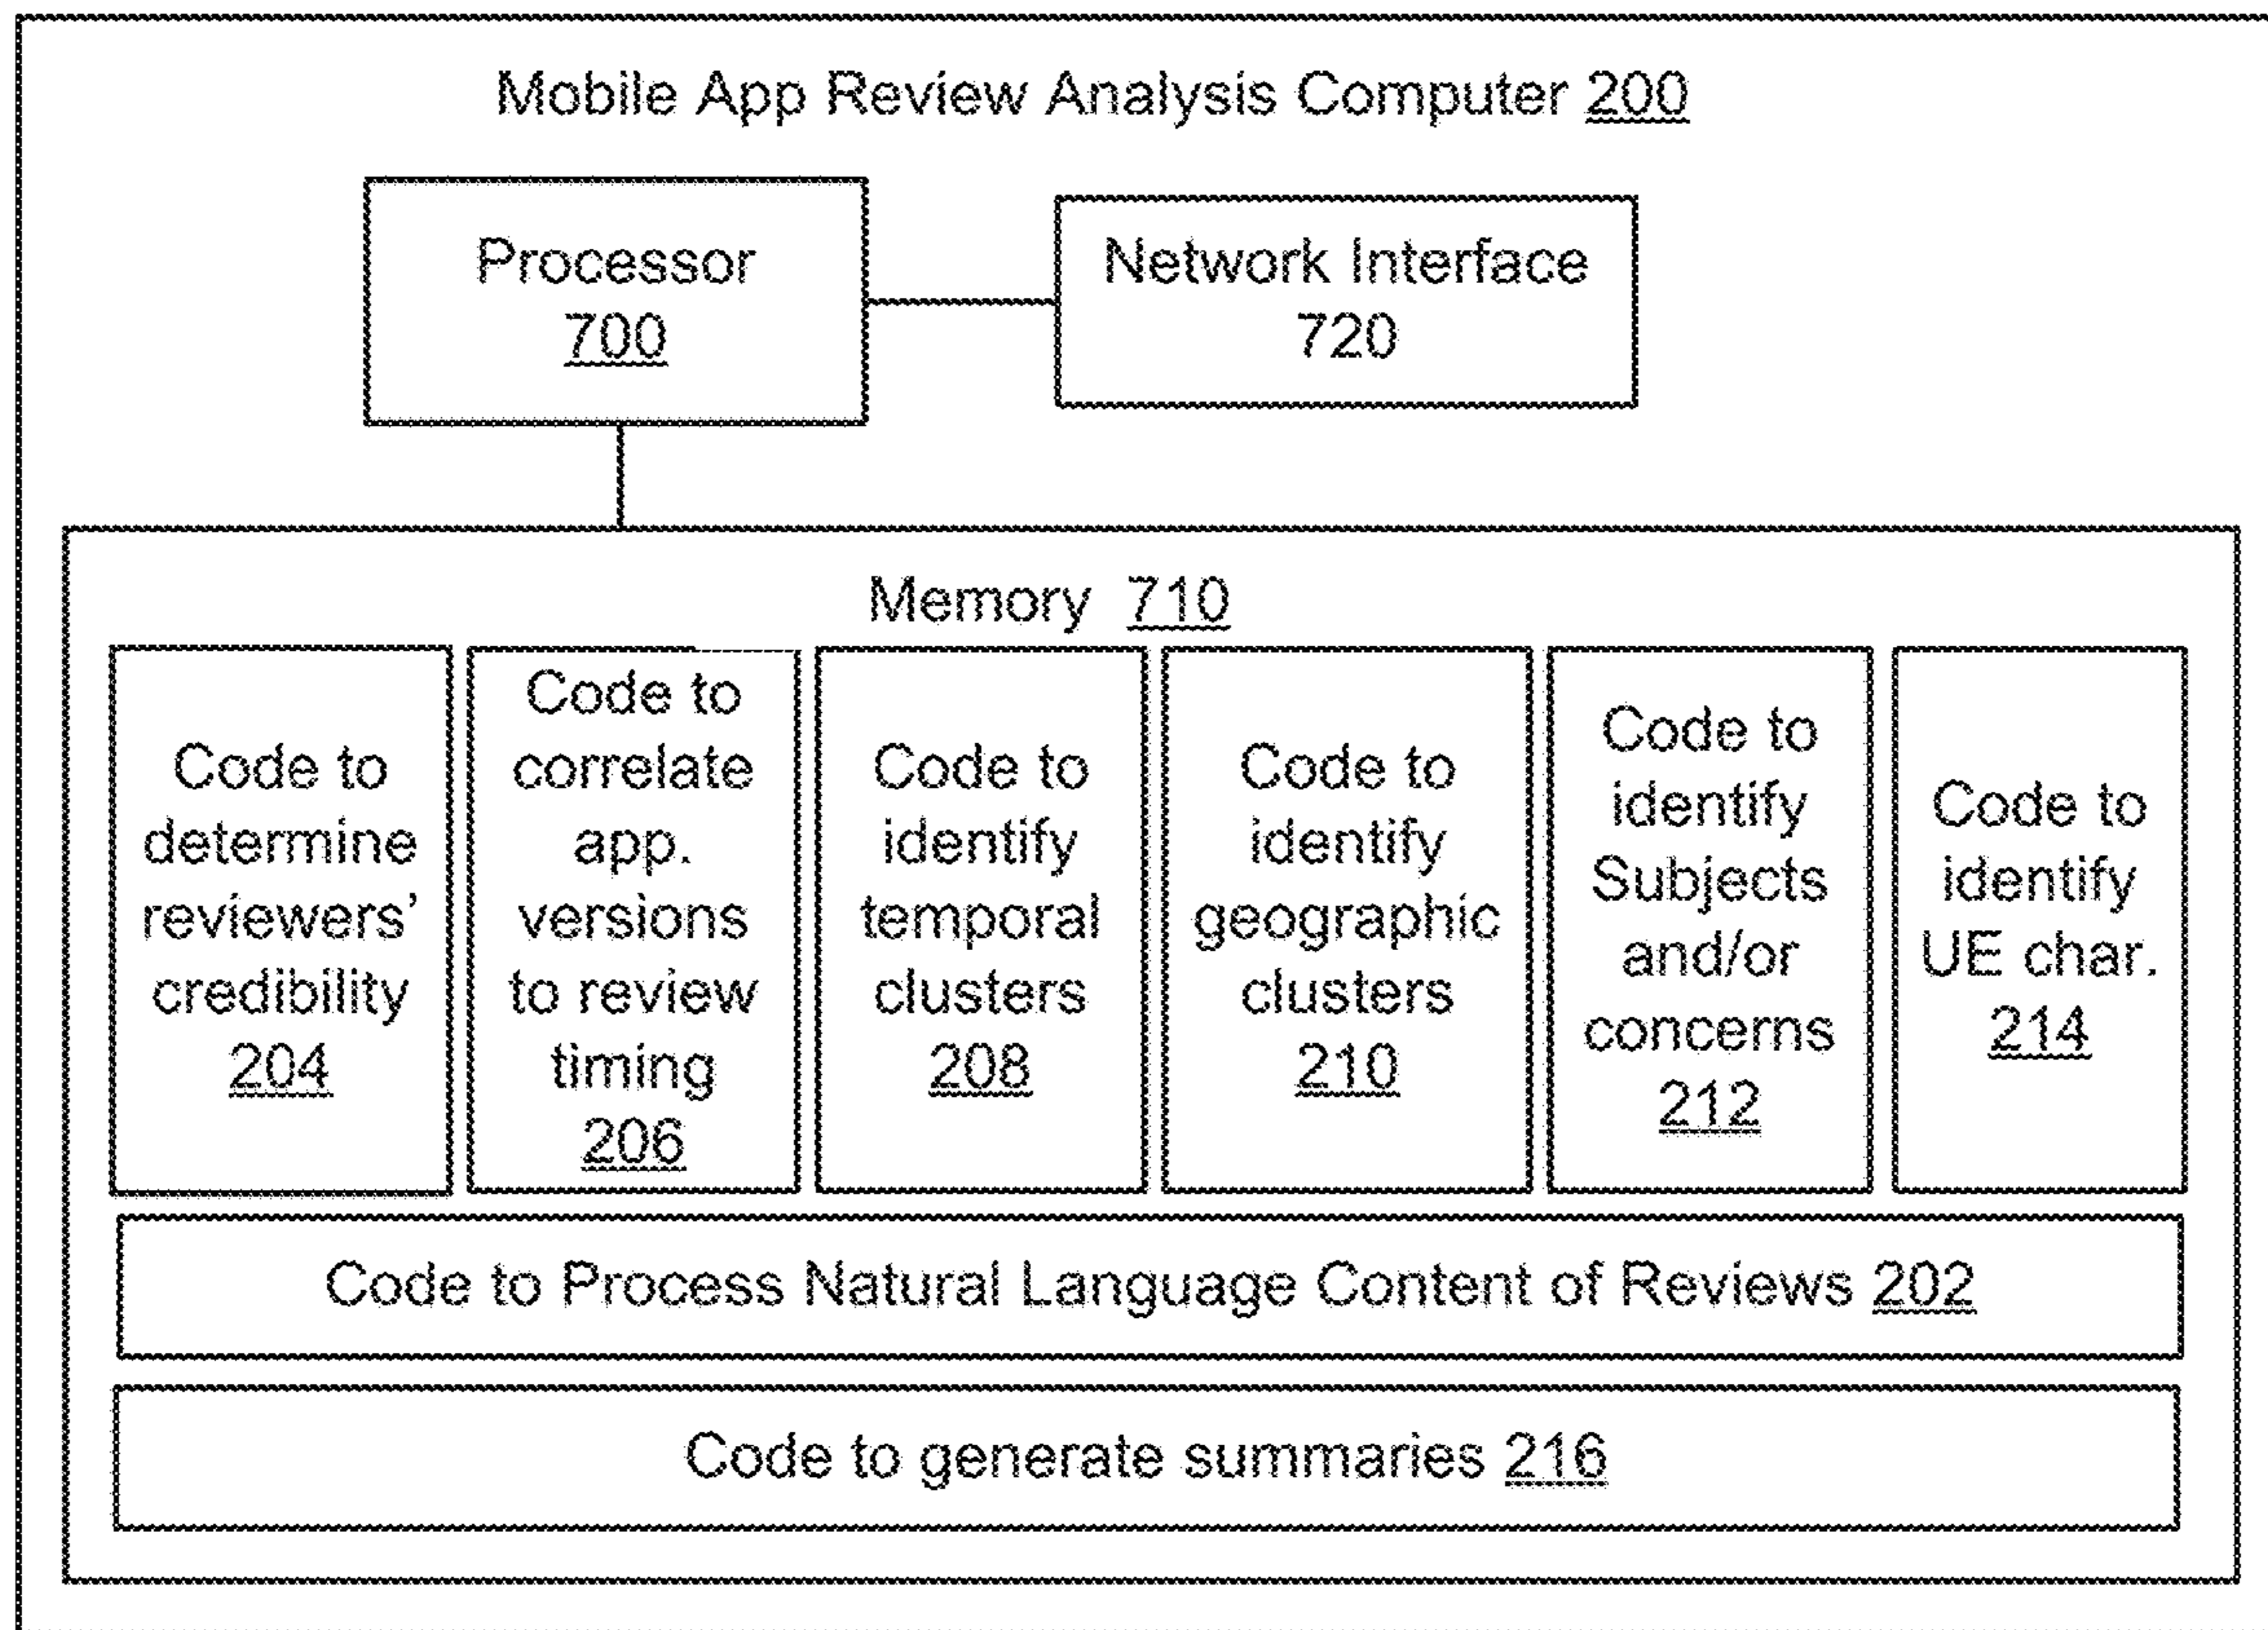 Mobile App Review Analysis Computer 200
Processor
700
Network Interface
720
Memory 710
Code to
determine
reviewers’
credibility
204
Code to
correlate
app.
versions
to review
timing
206
Code to
identify
temporal
clusters
208
Code to
identify
geographic
clusters
210
Code to
identify
Subjects
and/or
concerns
212
Code to
identify
UE char.
214
Code to Process Natural Language Content of Reviews 202
Code to generate summaries 216